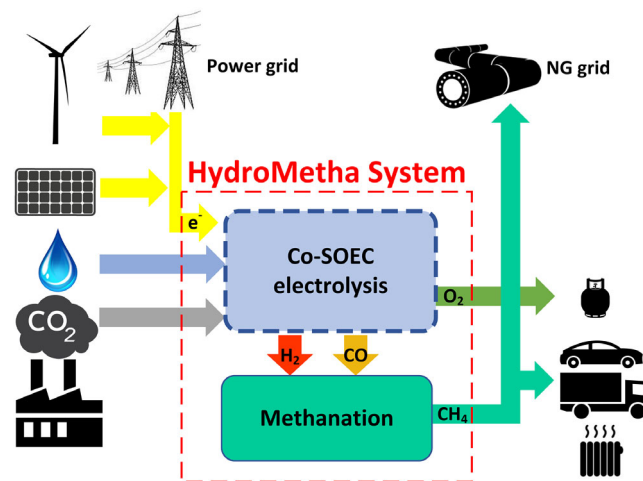 Power grid
NG grid
HydroMetha System
e⁻
Co-SOEC
electrolysis
CO₂
O₂
H₂
CO
Methanation
CH₄